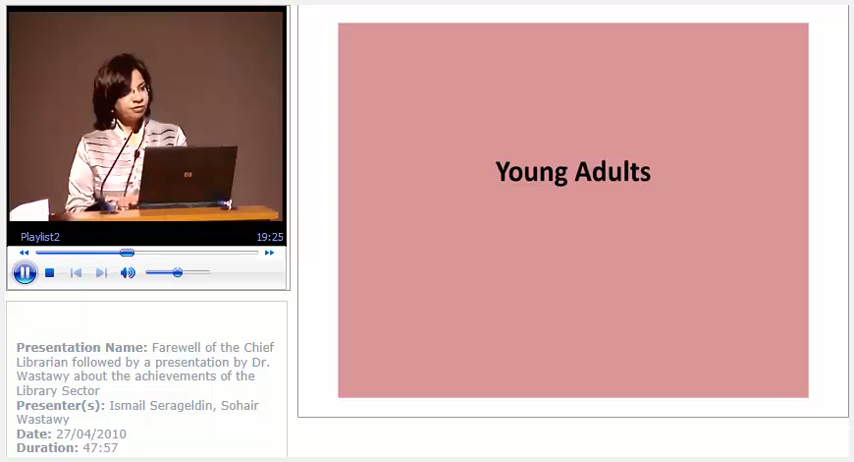 Young Adults
Playlist2 19:25
Presentation Name: Farewell of the Chief
Librarian followed by a presentation by Dr.
Wastawy about the achievements of the
Library Sector
Presenter(s): Ismail Serageldin, Sohair
Wastawy
Date: 27/04/2010
Duration: 47:57